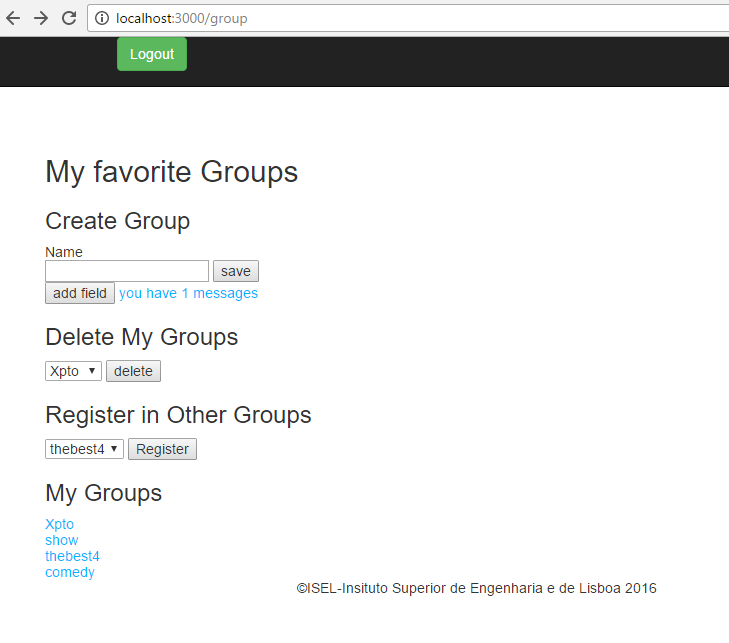 localhost:3000/group
Logout
My favorite Groups
Create Group
Name
save
add field you have 1 messages
Delete My Groups
Xpto delete
Register in Other Groups
thebest4 Register
My Groups
Xpto
show
thebest4
comedy
©ISEL-Insituto Superior de Engenharia e de Lisboa 2016